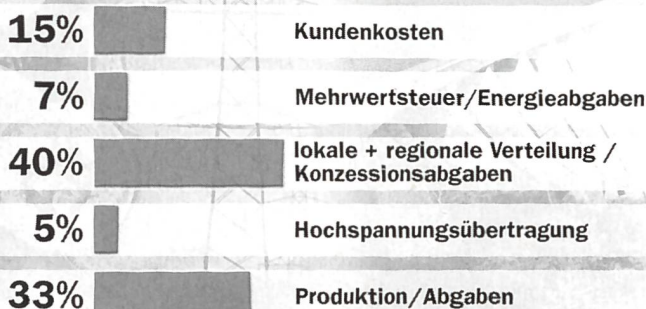 15% Kundenkosten
7% Mehrwertsteuer/Energieabgaben
40% lokale + regionale Verteilung /
Konzessionsabgaben
5% Hochspannungsübertragung
33% Produktion/Abgaben